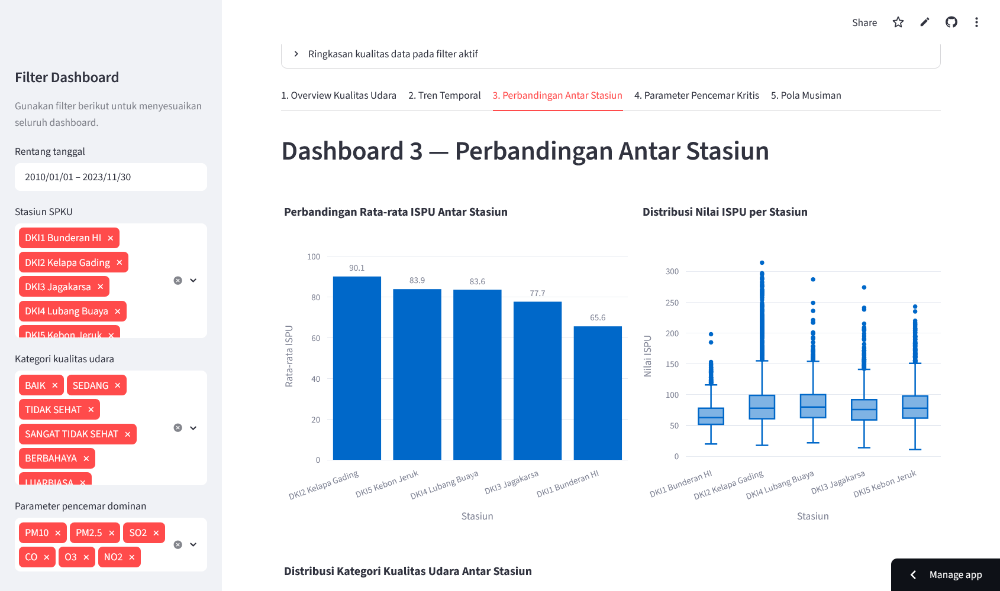 Share
Filter Dashboard
Gunakan filter berikut untuk menyesuaikan
seluruh dashboard.
Rentang tanggal
2010/01/01 – 2023/11/30
Stasiun SPKU
DKI1 Bunderan HI
DKI2 Kelapa Gading
DKI3 Jagakarsa
DKI4 Lubang Buaya
DKI5 Kebon Jeruk
Kategori kualitas udara
BAIK
SEDANG
TIDAK SEHAT
SANGAT TIDAK SEHAT
BERBAHAYA
LUARBIASA
Parameter pencemar dominan
PM10
PM2.5
SO2
CO
O3
NO2
Ringkasan kualitas data pada filter aktif
1. Overview Kualitas Udara
2. Tren Temporal
3. Perbandingan Antar Stasiun
4. Parameter Pencemar Kritis
5. Pola Musiman
Dashboard 3 — Perbandingan Antar Stasiun
Perbandingan Rata-rata ISPU Antar Stasiun
Rata-rata ISPU
100
80
60
40
20
0
90.1
83.9
83.6
77.7
65.6
DKI2 Kelapa Gading
DKI5 Kebon Jeruk
DKI4 Lubang Buaya
DKI3 Jagakarsa
DKI1 Bunderan HI
Stasiun
Distribusi Nilai ISPU per Stasiun
Nilai ISPU
300
250
200
150
100
50
0
DKI1 Bunderan HI
DKI2 Kelapa Gading
DKI4 Lubang Buaya
DKI3 Jagakarsa
DKI5 Kebon Jeruk
Stasiun
Distribusi Kategori Kualitas Udara Antar Stasiun
Manage app